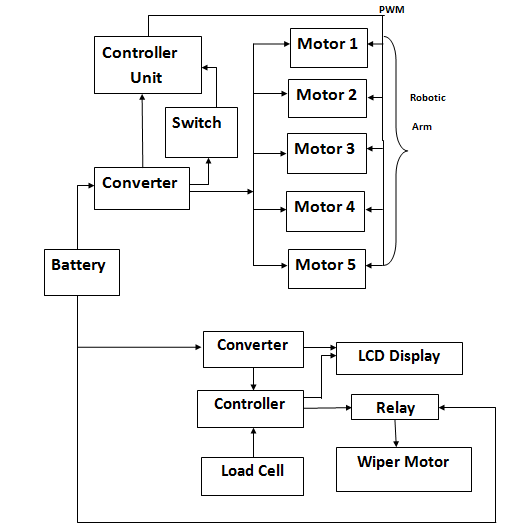 PWM
Controller
Unit
Motor 1
Motor 2
Robotic
Switch
Arm
Motor 3
Converter
Motor 4
Battery
Motor 5
Converter
LCD Display
Controller
Relay
Load Cell
Wiper Motor